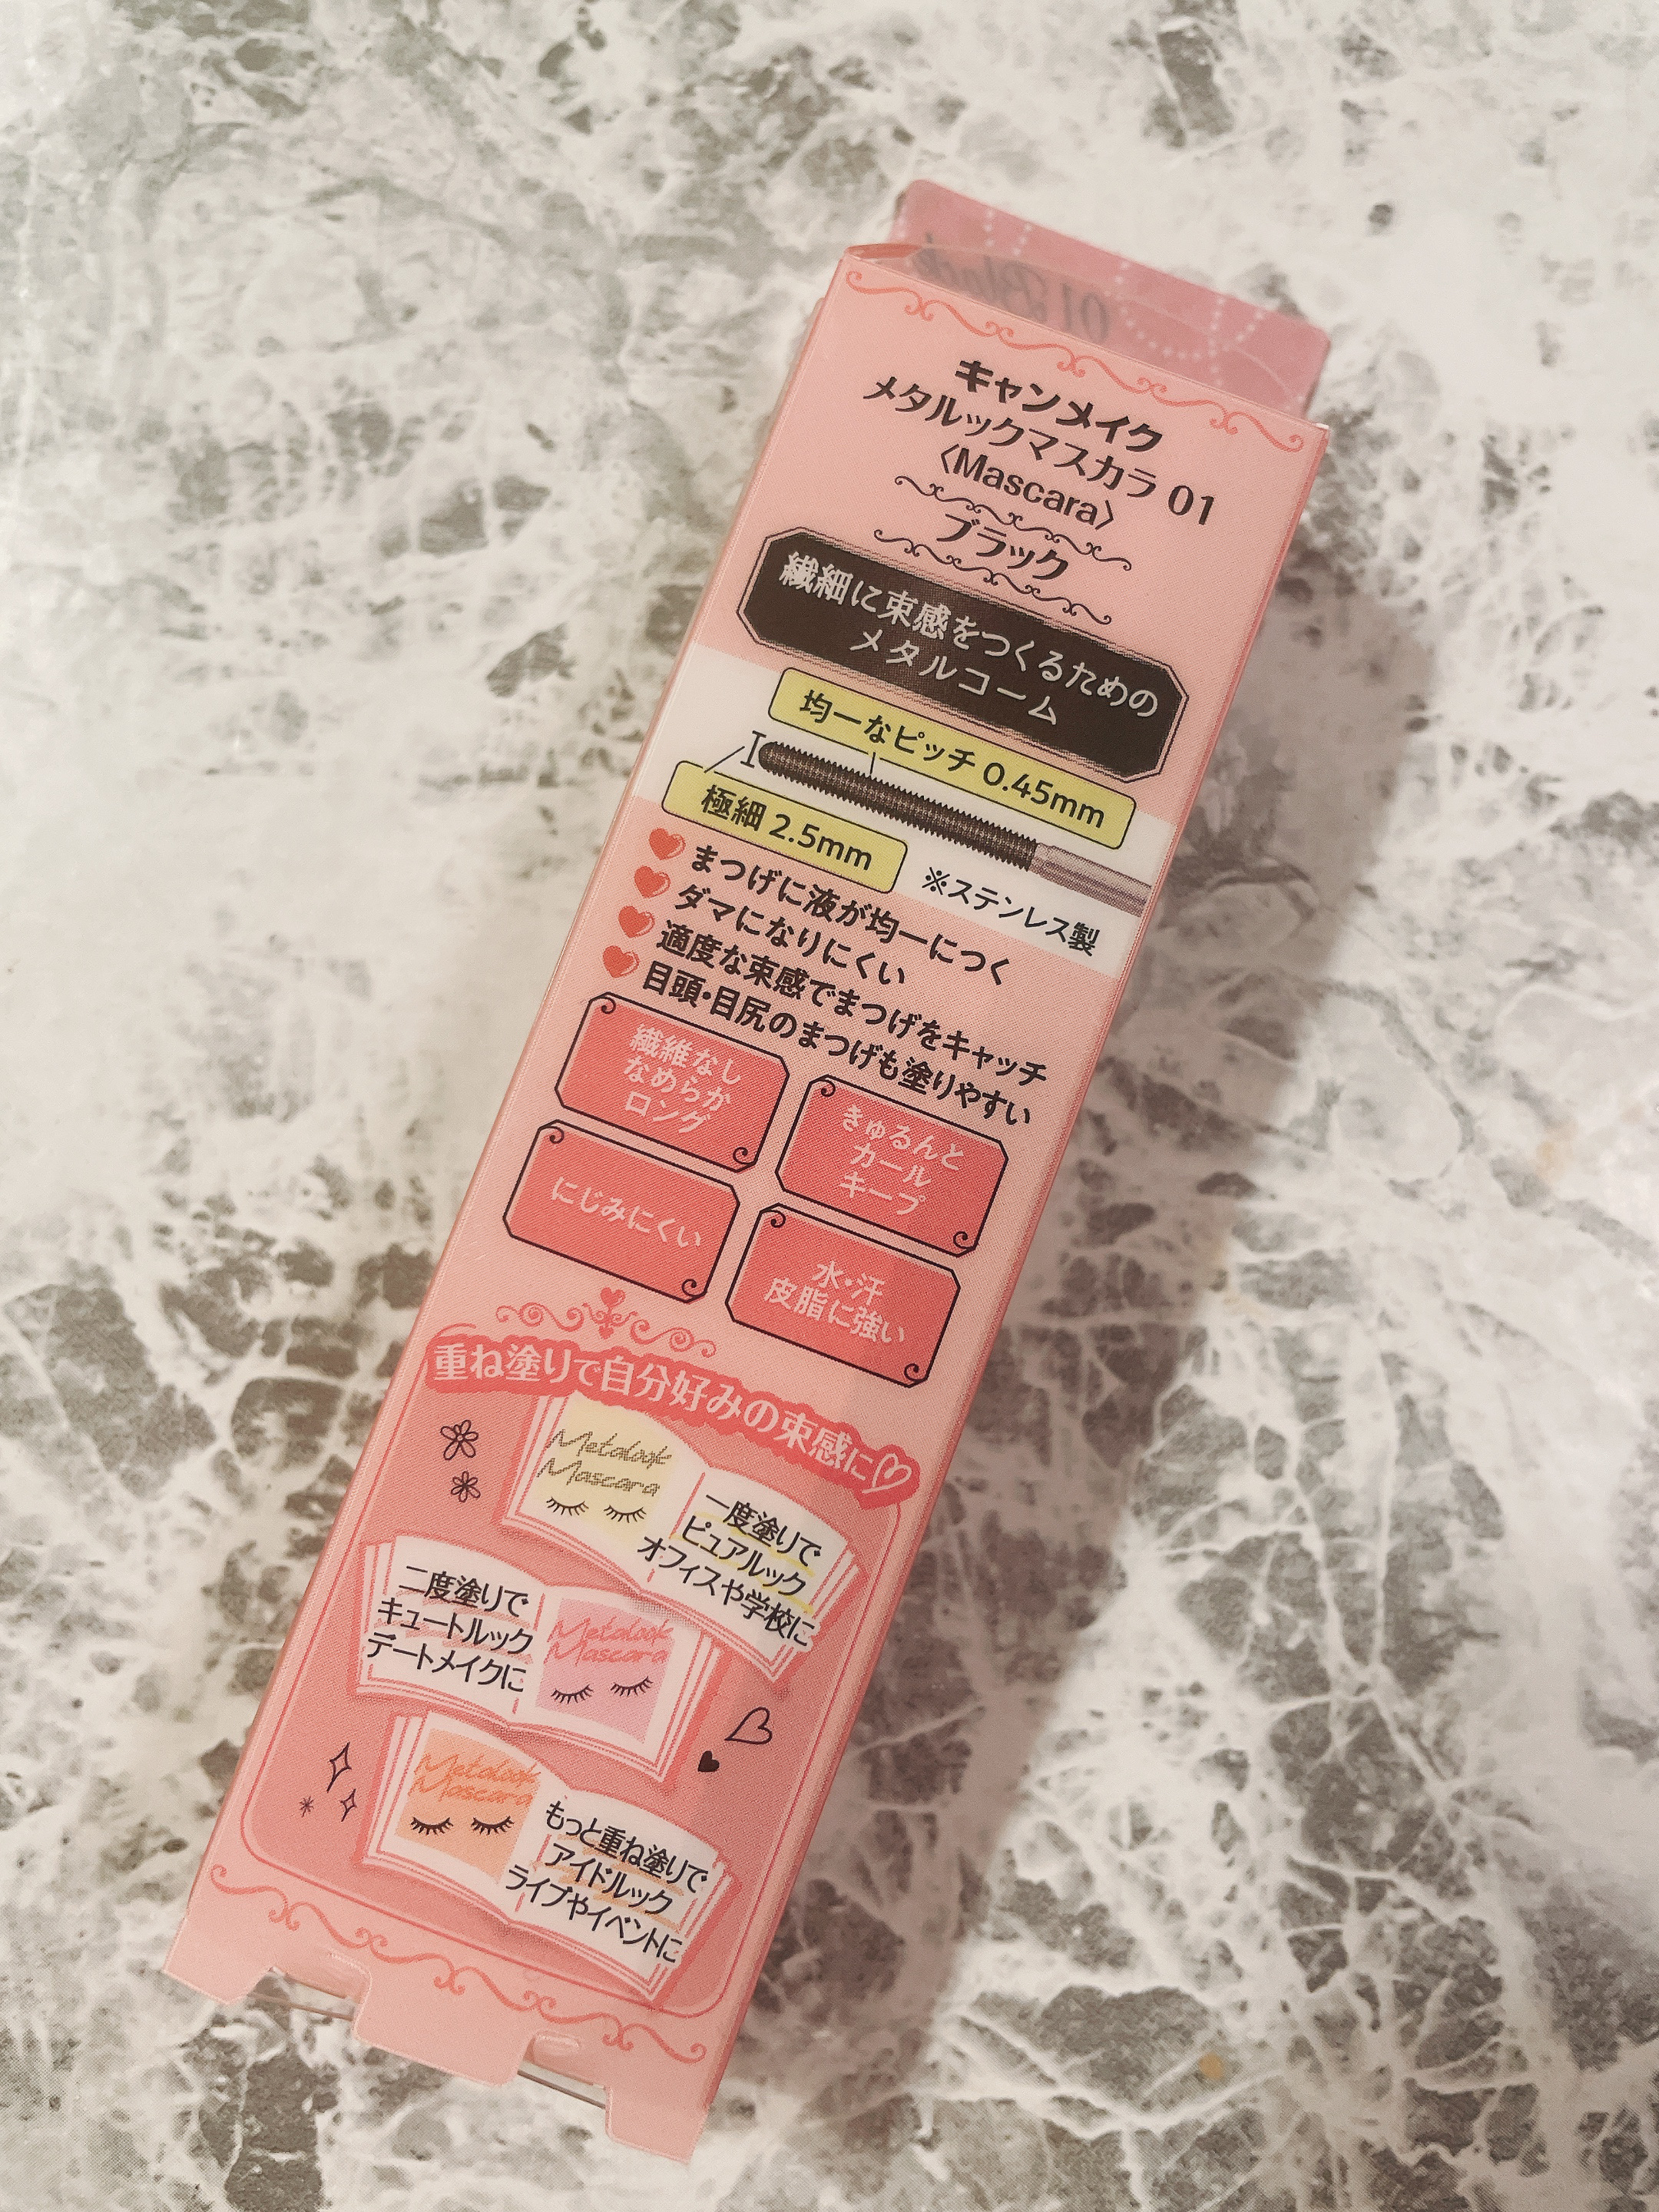 01 Black
キャンメイク
メタルックマスカラ 01
〈Mascara〉
ブラック
繊細に束感をつくるための
メタルコーム
均一なピッチ 0.45mm
極細 2.5mm
※ステンレス製
まつげに液が均一につく
ダマになりにくい
適度な束感でまつげをキャッチ
目頭・目尻のまつげも塗りやすい
繊維なし
なめらか
ロング
きゅるんと
カール
キープ
にじみにくい
水・汗
皮脂に強い
重ね塗りで自分好みの束感に♡
Metalook
Mascara
一度塗りで
ピュアルック
オフィスや学校に
二度塗りで
キュートルック
デートメイクに
Metalook
Mascara
Metalook
Mascara
もっと重ね塗りで
アイドルック
ライブやイベントに